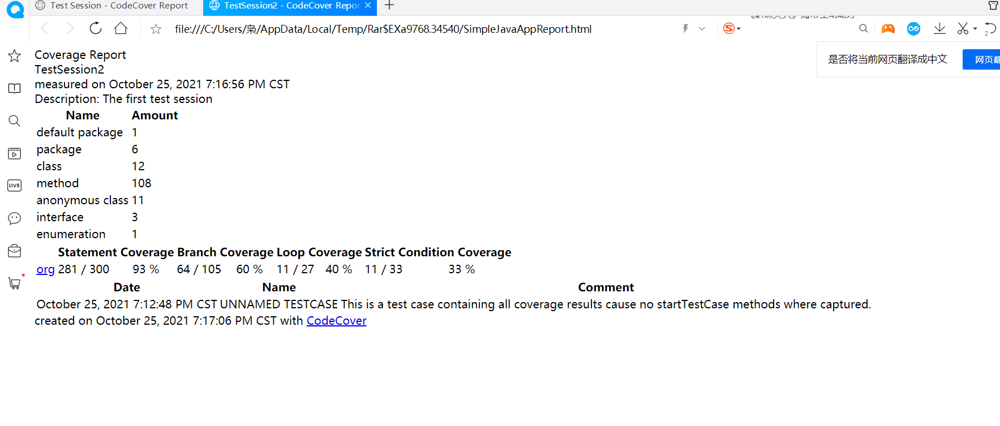 Test Session - CodeCover Report
TestSession2 - CodeCover Repor
file:///C:/Users/枭/AppData/Local/Temp/Rar$EXa9768.34540/SimpleJavaAppReport.html
2
是否将当前网页翻译成中文
网页翻
Coverage Report
TestSession2
measured on October 25, 2021 7:16:56 PM CST
Description: The first test session
Name Amount
default package 1
package 6
class 12
method 108
anonymous class 11
interface 3
enumeration 1
Statement Coverage Branch Coverage Loop Coverage Strict Condition Coverage
org 281 / 300 93 % 64 / 105 60 % 11 / 27 40 % 11 / 33 33 %
Date Name Comment
October 25, 2021 7:12:48 PM CST UNNAMED TESTCASE This is a test case containing all coverage results cause no startTestCase methods where captured.
created on October 25, 2021 7:17:06 PM CST with CodeCover
LIVE